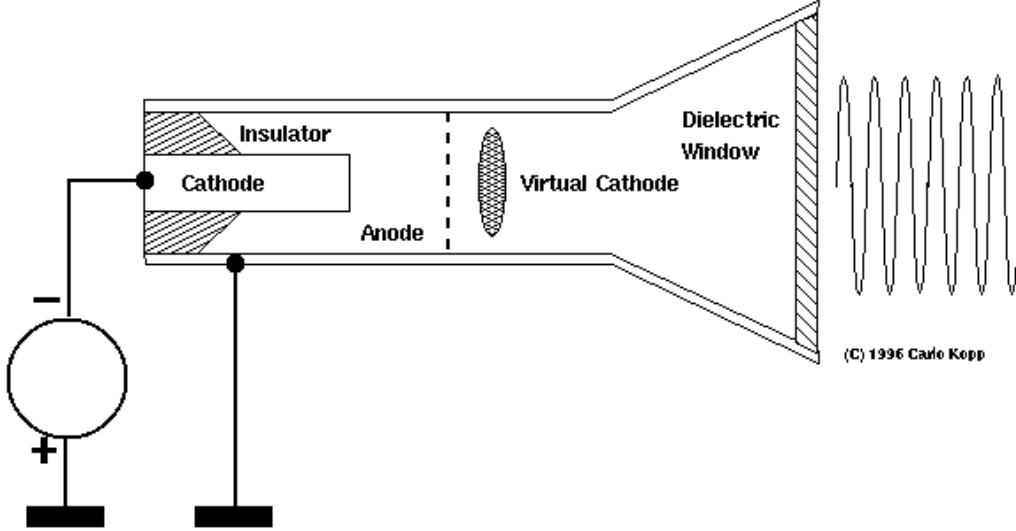 Insulator
Cathode
Anode
Virtual Cathode
Dielectric
Window
−
+
(C) 1996 Carlo Kopp